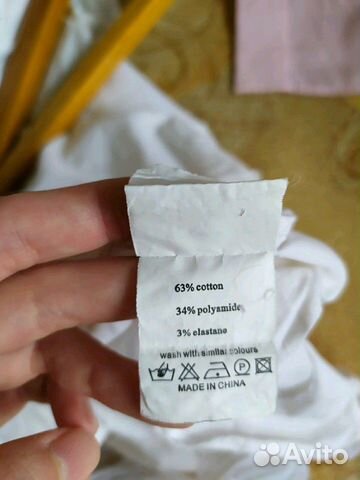 63% cotton
34% polyamide
3% elastane
wash with similar colours
P
MADE IN CHINA
Avito